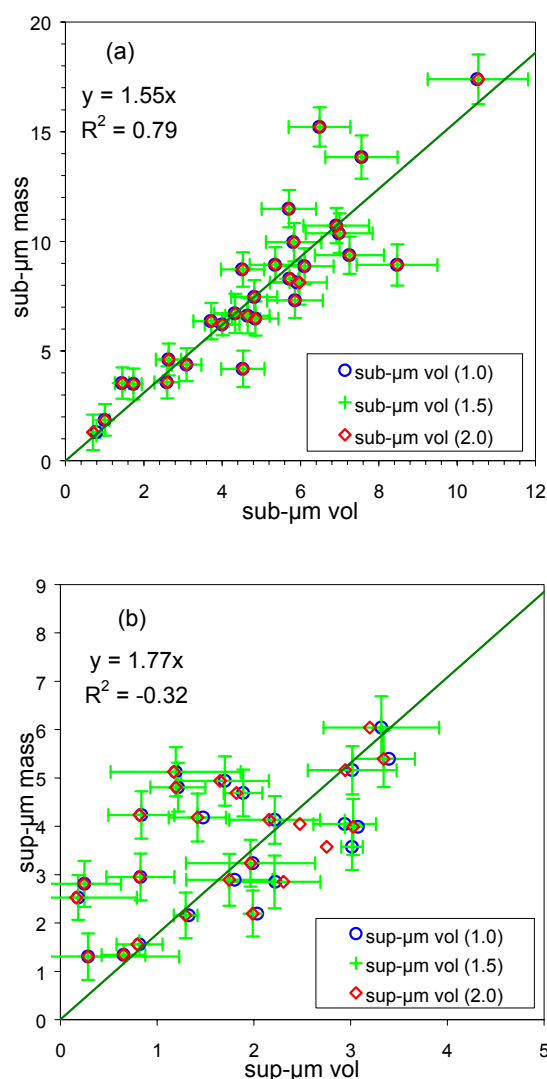 20
(a)
y = 1.55x
R² = 0.79
15
10
5
0
sub-µm mass
sub-µm vol (1.0)
sub-µm vol (1.5)
sub-µm vol (2.0)
0 2 4 6 8 10 12
sub-µm vol
9
(b)
8
y = 1.77x
R² = -0.32
7
6
5
4
3
2
1
0
sup-µm mass
sup-µm vol (1.0)
sup-µm vol (1.5)
sup-µm vol (2.0)
0 1 2 3 4 5
sup-µm vol